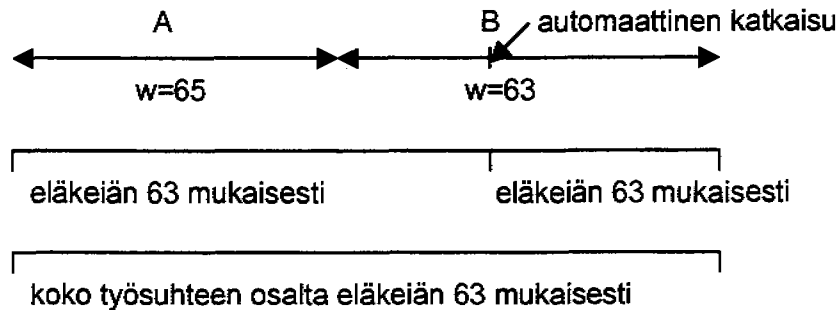 A B automaattinen katkaisu
w=65 w=63
eläkeiän 63 mukaisesti eläkeiän 63 mukaisesti
koko työsuhteen osalta eläkeiän 63 mukaisesti